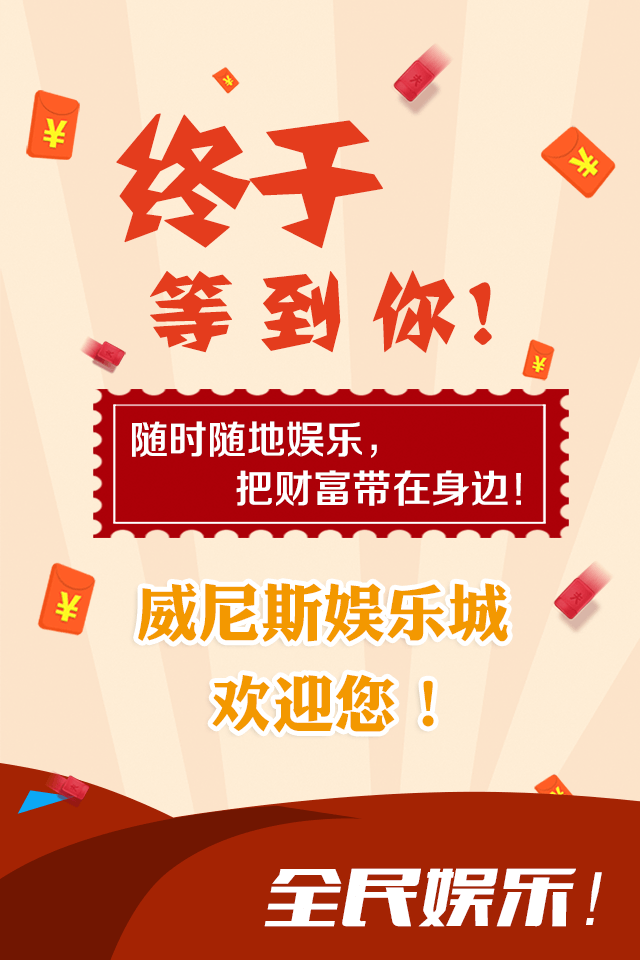 终于
等到你！
随时随地娱乐，
把财富带在身边！
威尼斯娱乐城
欢迎您！
全民娱乐！
¥
¥
¥
¥
¥